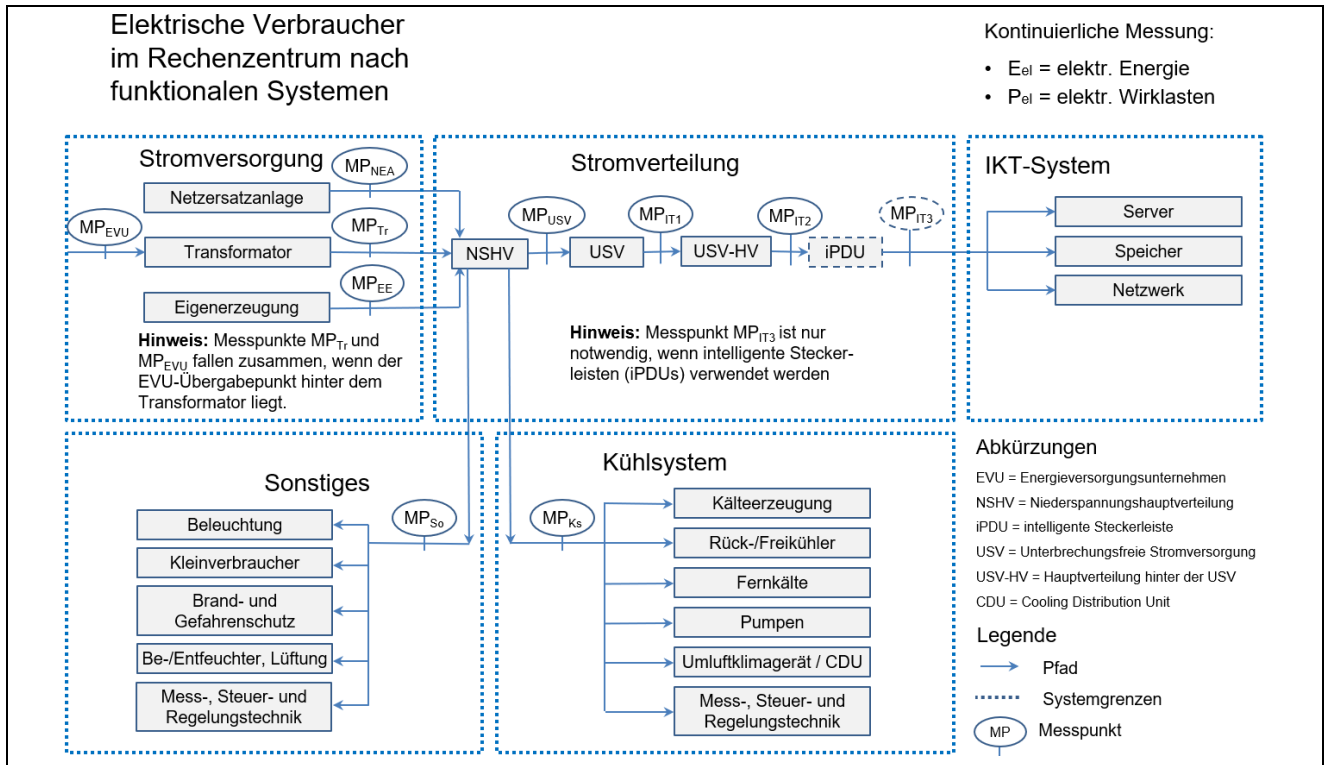 Elektrische Verbraucher
im Rechenzentrum nach
funktionalen Systemen
Kontinuierliche Messung:
• Eel = elektr. Energie
• Pel = elektr. Wirklasten
Stromversorgung
MPNEA
Netzersatzanlage
MPEVU
MPTr
Transformator
MPEE
Eigenerzeugung
Hinweis: Messpunkte MPTr und
MPEVU fallen zusammen, wenn der
EVU-Übergabepunkt hinter dem
Transformator liegt.
Stromverteilung
NSHV
MPUSV
USV
MPIT1
USV-HV
MPIT2
iPDU
MPIT3
Hinweis: Messpunkt MPIT3 ist nur
notwendig, wenn intelligente Stecker-
leisten (iPDUs) verwendet werden
IKT-System
Server
Speicher
Netzwerk
Sonstiges
MPSo
Beleuchtung
Kleinverbraucher
Brand- und
Gefahrenschutz
Be-/Entfeuchter, Lüftung
Mess-, Steuer- und
Regelungstechnik
Kühlsystem
MPKs
Kälteerzeugung
Rück-/Freikühler
Fernkälte
Pumpen
Umluftklimagerät / CDU
Mess-, Steuer- und
Regelungstechnik
Abkürzungen
EVU = Energieversorgungsunternehmen
NSHV = Niederspannungshauptverteilung
iPDU = intelligente Steckerleiste
USV = Unterbrechungsfreie Stromversorgung
USV-HV = Hauptverteilung hinter der USV
CDU = Cooling Distribution Unit
Legende
Pfad
Systemgrenzen
MP
Messpunkt